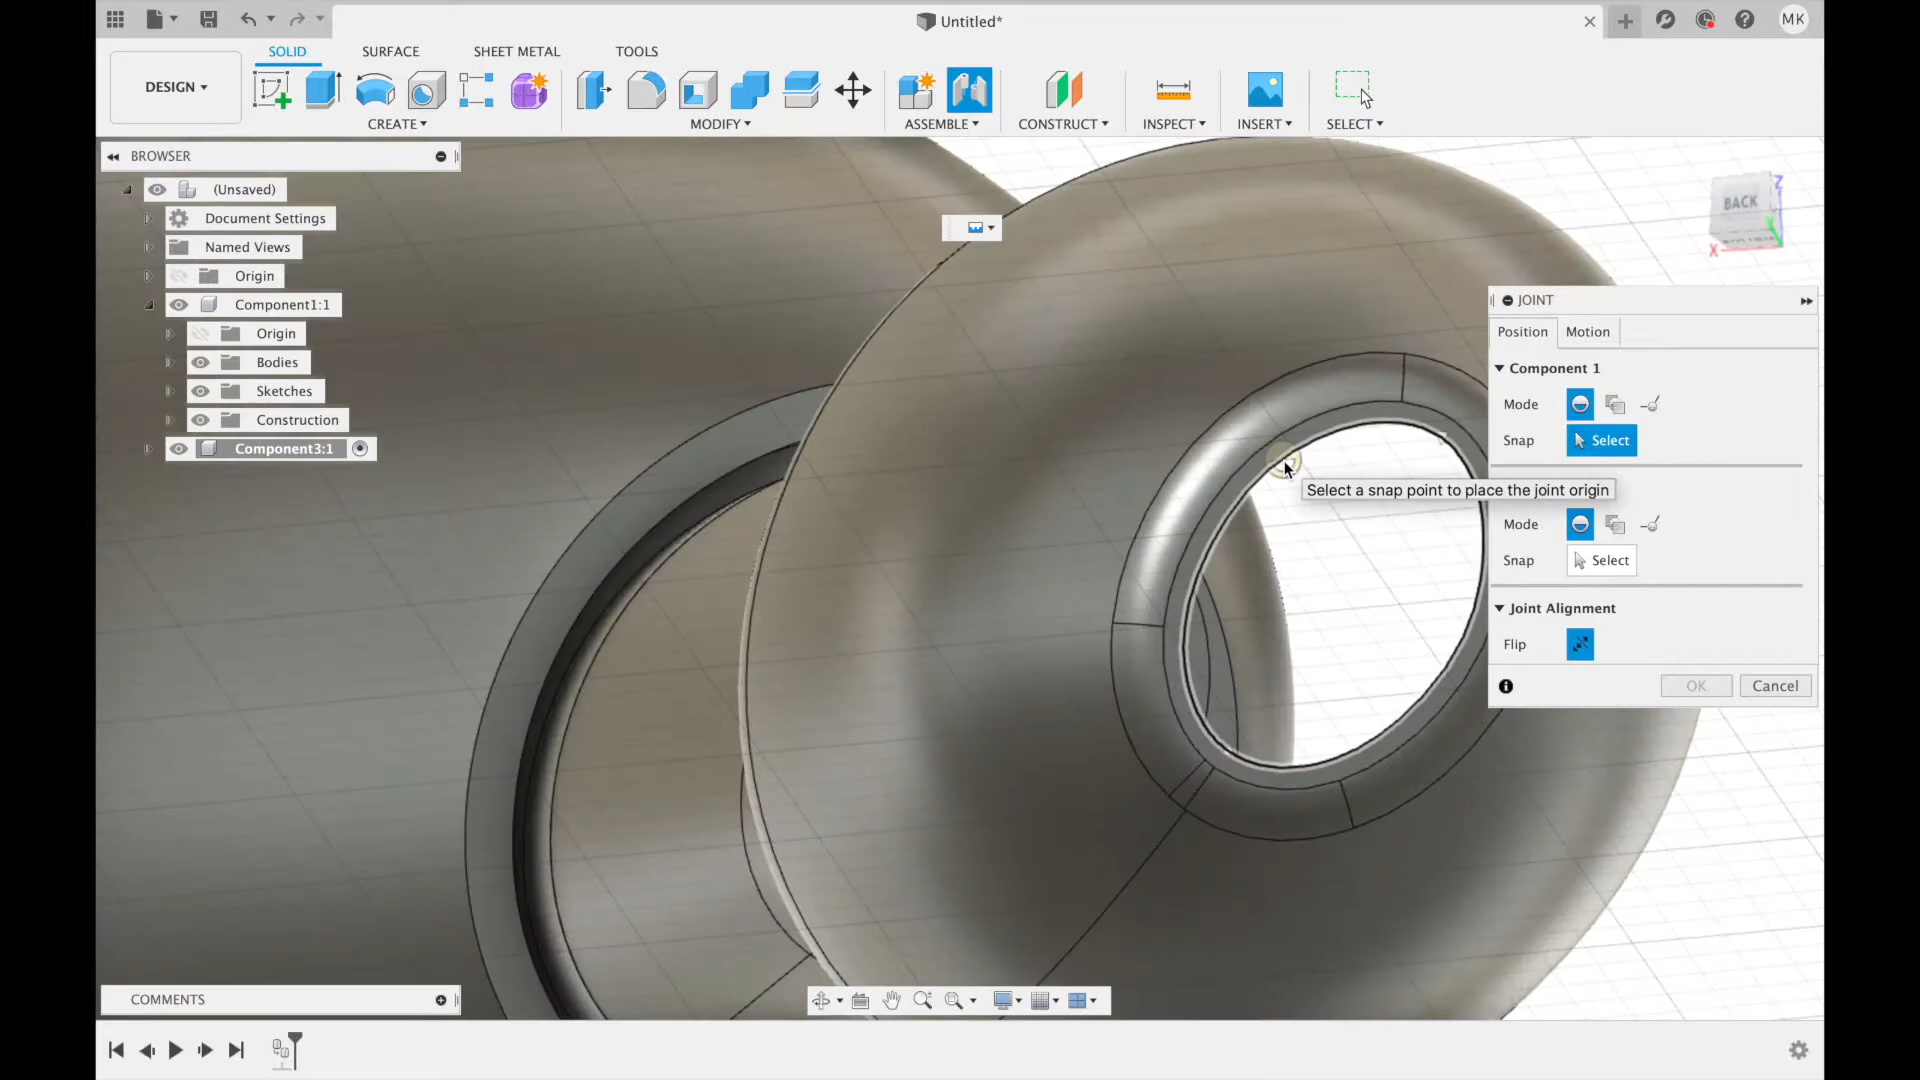 Untitled*
MK
DESIGN
SOLID
SURFACE
SHEET METAL
TOOLS
CREATE
MODIFY
ASSEMBLE
CONSTRUCT
INSPECT
INSERT
SELECT
BROWSER
(Unsaved)
Document Settings
Named Views
Origin
Component1:1
Origin
Bodies
Sketches
Construction
Component3:1
BACK
Z
X
JOINT
Position
Motion
Component 1
Mode
Snap
Select
Select a snap point to place the joint origin
Mode
Snap
Select
Joint Alignment
Flip
OK
Cancel
COMMENTS